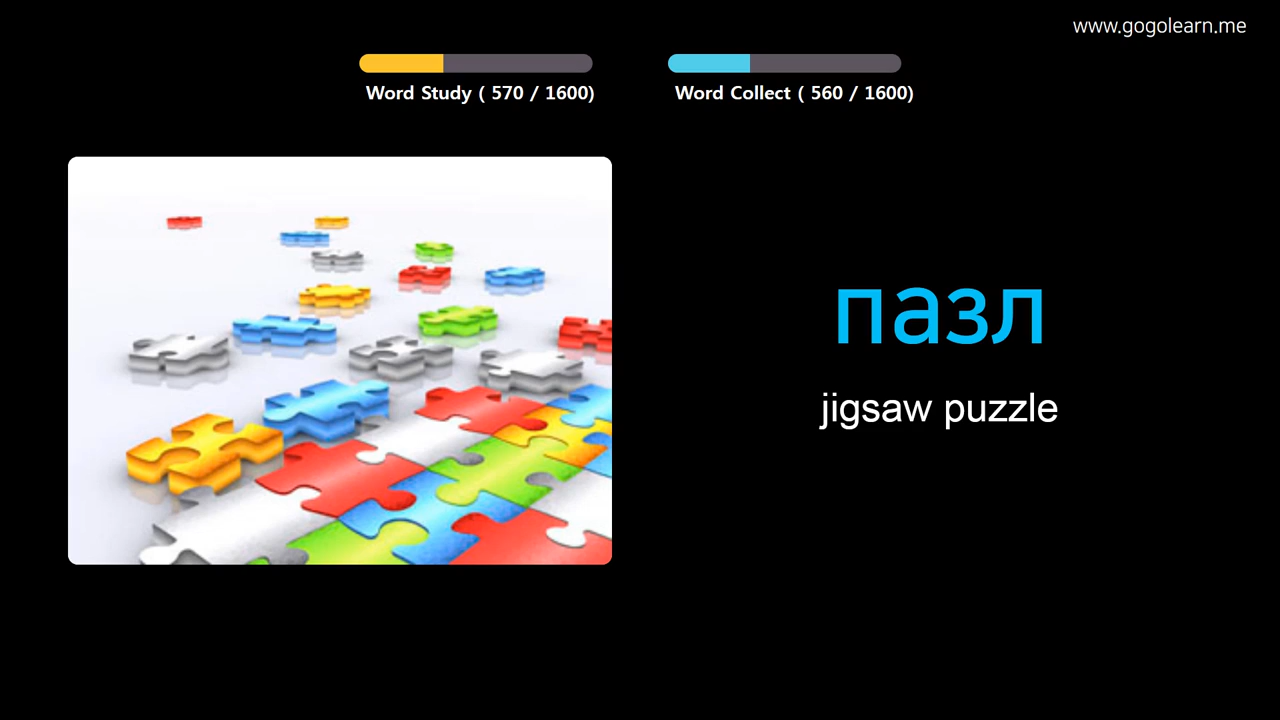 www.gogolearn.me
Word Study ( 570 / 1600)
Word Collect ( 560 / 1600)
пазл
jigsaw puzzle